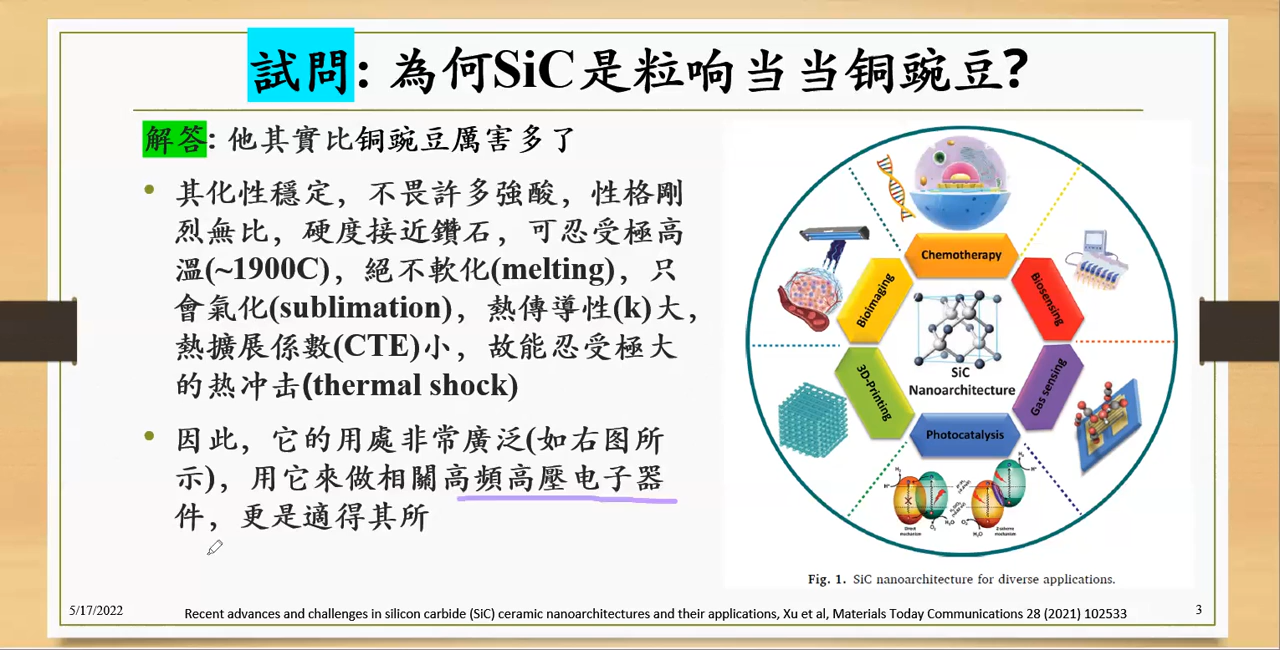 試問: 為何SiC是粒响当当铜豌豆?
解答: 他其實比铜豌豆厲害多了
其化性穩定，不畏許多強酸，性格剛
烈無比，硬度接近鑽石，可忍受極高
溫(~1900C)，絕不軟化(melting)，只
會氣化(sublimation)，熱傳導性(k)大，
熱擴展係數(CTE)小，故能忍受極大
的热冲击(thermal shock)
因此，它的用處非常廣泛(如右图所
示)，用它來做相關高頻高壓电子器
件，更是適得其所
Chemotherapy
Bioimaging
Biosensing
SiC
Nanoarchitecture
3D-Printing
Gas sensing
Photocatalysis
Fig. 1. SiC nanoarchitecture for diverse applications.
5/17/2022
Recent advances and challenges in silicon carbide (SiC) ceramic nanoarchitectures and their applications, Xu et al, Materials Today Communications 28 (2021) 102533
3